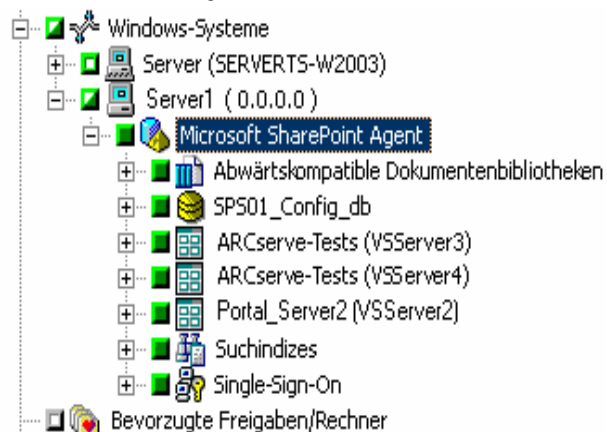 Windows-Systeme
Server (SERVERTS-W2003)
Server1 ( 0.0.0.0 )
Microsoft SharePoint Agent
Abwärtskompatible Dokumentenbibliotheken
SPS01_Config_db
ARCserve-Tests (VSServer3)
ARCserve-Tests (VSServer4)
Portal_Server2 (VSServer2)
Suchindizes
Single-Sign-On
Bevorzugte Freigaben/Rechner